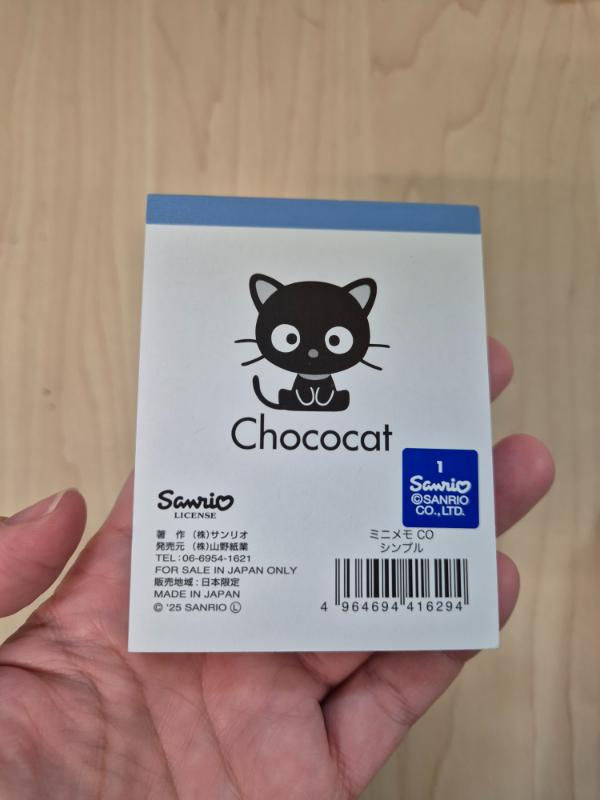 Chococat
1
Sanrio
©SANRIO
CO.,LTD.
Sanrio
LICENSE
著　作 (株)サンリオ
発売元 (株)山野紙業
TEL:06-6954-1621
FOR SALE IN JAPAN ONLY
販売地域:日本限定
MADE IN JAPAN
© '25 SANRIO Ⓛ
ミニメモ CO
シンプル
4 964694 416294